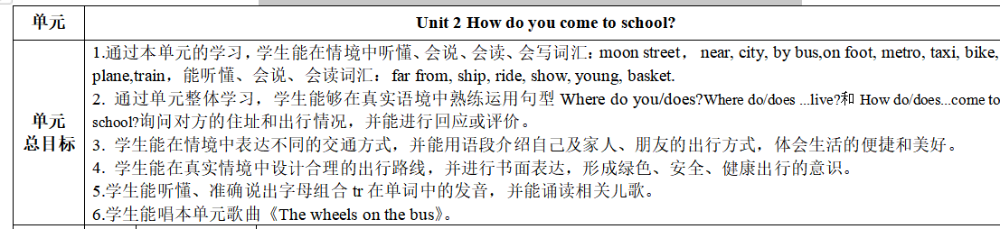 单元 Unit 2 How do you come to school?
单元
总目标
1.通过本单元的学习，学生能在情境中听懂、会说、会读、会写词汇：moon street， near, city, by bus,on foot, metro, taxi, bike,
plane,train，能听懂、会说、会读词汇：far from, ship, ride, show, young, basket.
2. 通过单元整体学习，学生能够在真实语境中熟练运用句型 Where do you/does?Where do/does ...live?和 How do/does...come to
school?询问对方的住址和出行情况，并能进行回应或评价。
3. 学生能在情境中表达不同的交通方式，并能用语段介绍自己及家人、朋友的出行方式，体会生活的便捷和美好。
4. 学生能在真实情境中设计合理的出行路线，并进行书面表达，形成绿色、安全、健康出行的意识。
5.学生能听懂、准确说出字母组合 tr 在单词中的发音，并能诵读相关儿歌。
6.学生能唱本单元歌曲《The wheels on the bus》。